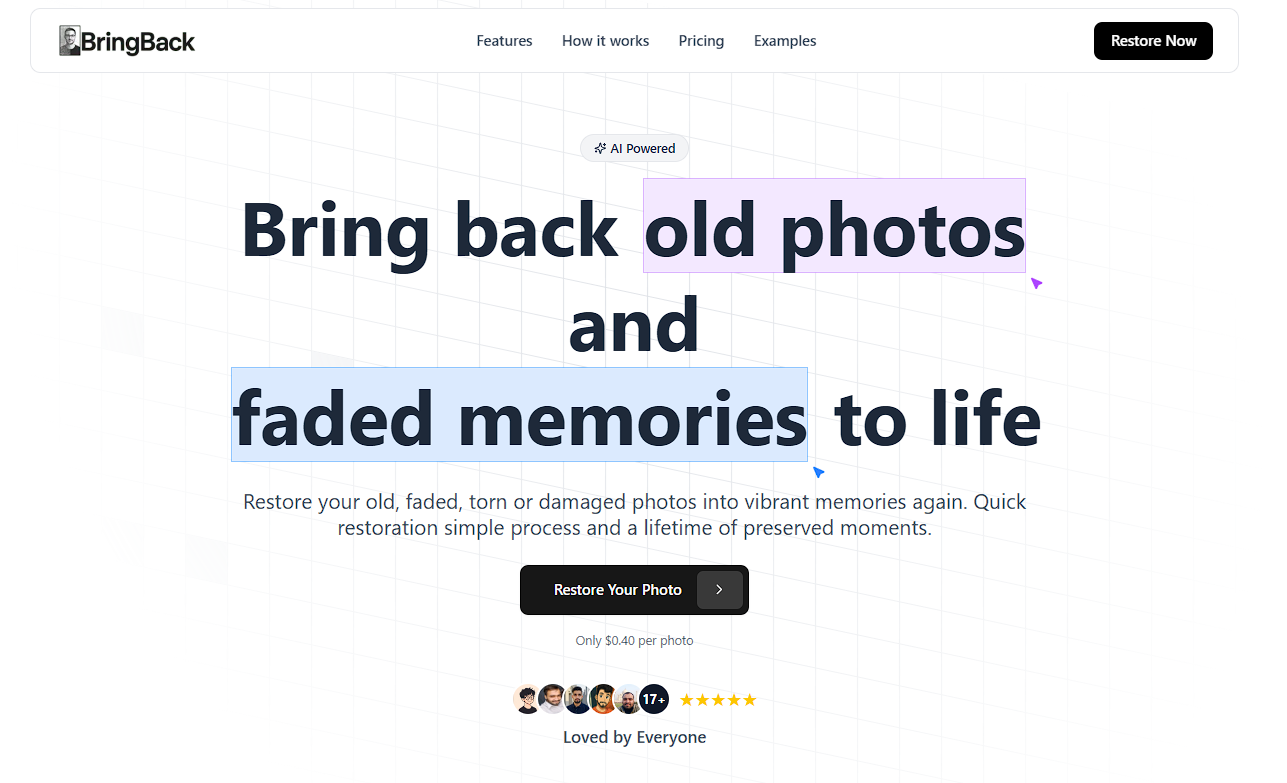 BringBack
Features
How it works
Pricing
Examples
Restore Now
AI Powered
Bring back old photos
and
faded memories to life
Restore your old, faded, torn or damaged photos into vibrant memories again. Quick
restoration simple process and a lifetime of preserved moments.
Restore Your Photo
Only $0.40 per photo
17+
Loved by Everyone